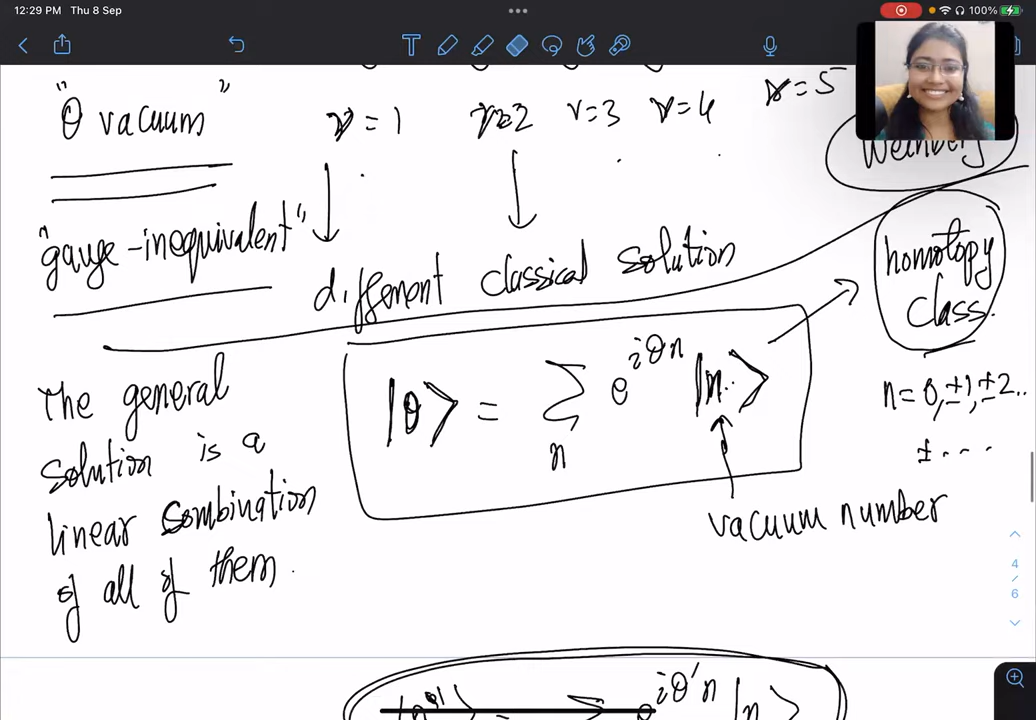 12:29 PM Thu 8 Sep
100%
"θ vacuum"
ν = 1
ν=2
ν=3
ν=4
ν=5
Weinberg
"gauge-inequivalent"
different classical solution
homotopy
class.
The general
solution is a
linear combination
of all of them.
|θ> = Σ e^{iθn} |n>
n
n = 0, ±1, ±2..
± . . .
vacuum number
4
/
6
e^{iθ'n} |n>